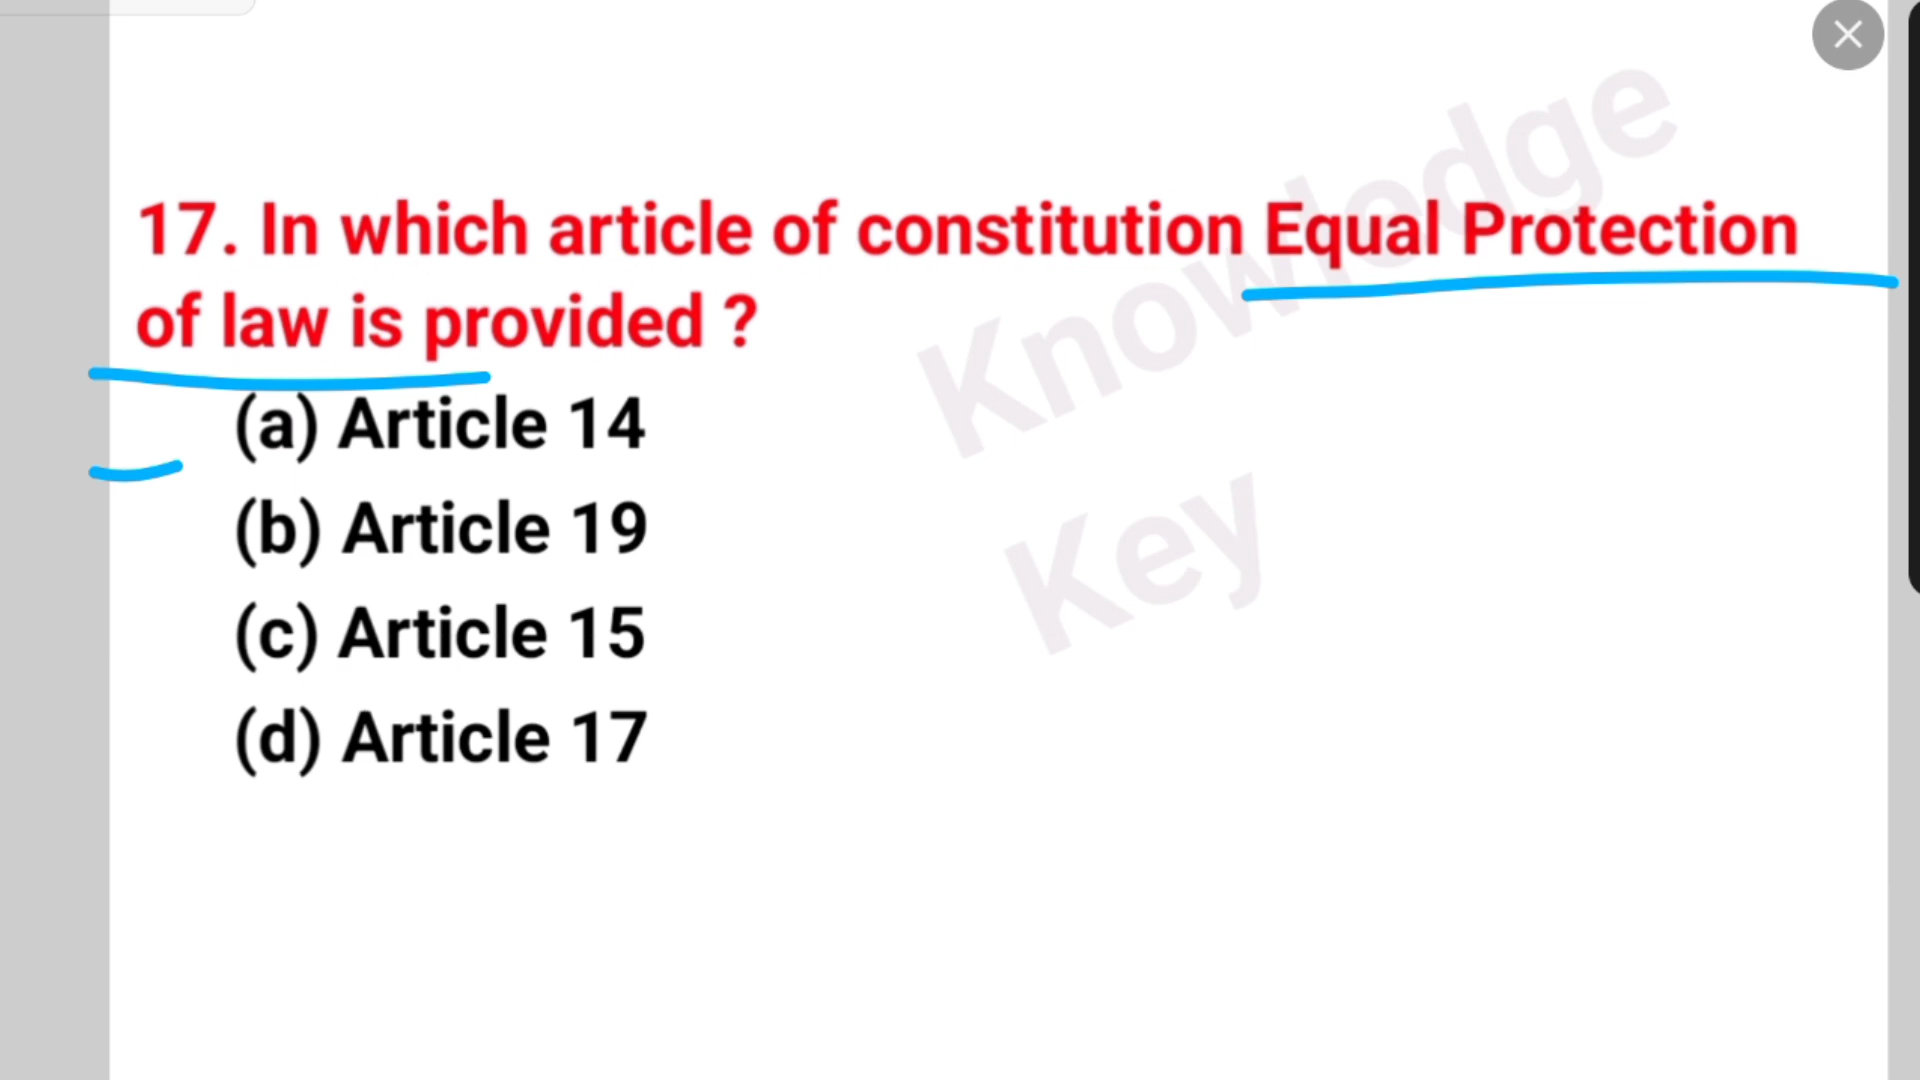 17. In which article of constitution Equal Protection
of law is provided ?
(a) Article 14
(b) Article 19
(c) Article 15
(d) Article 17
Knowledge
Key